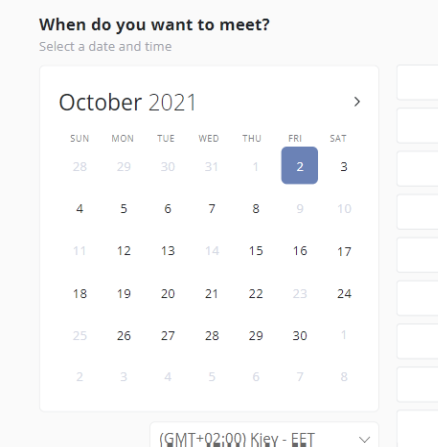 When do you want to meet?
Select a date and time
October 2021
SUN MON TUE WED THU FRI SAT
28 29 30 31 1 2 3
4 5 6 7 8 9 10
11 12 13 14 15 16 17
18 19 20 21 22 23 24
25 26 27 28 29 30 1
2 3 4 5 6 7 8
(GMT+02:00) Kiev - EET